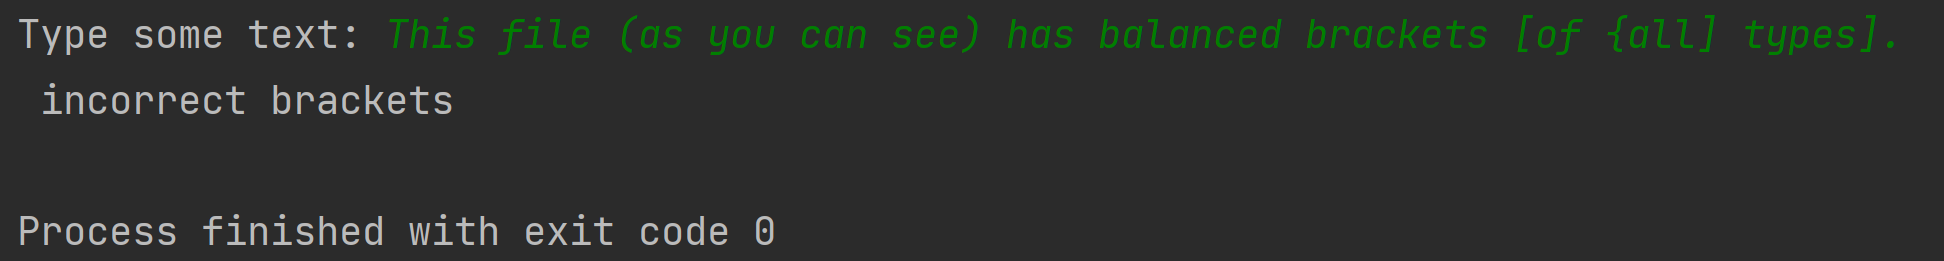 Type some text: This file (as you can see) has balanced brackets [of {all] types].
incorrect brackets
Process finished with exit code 0